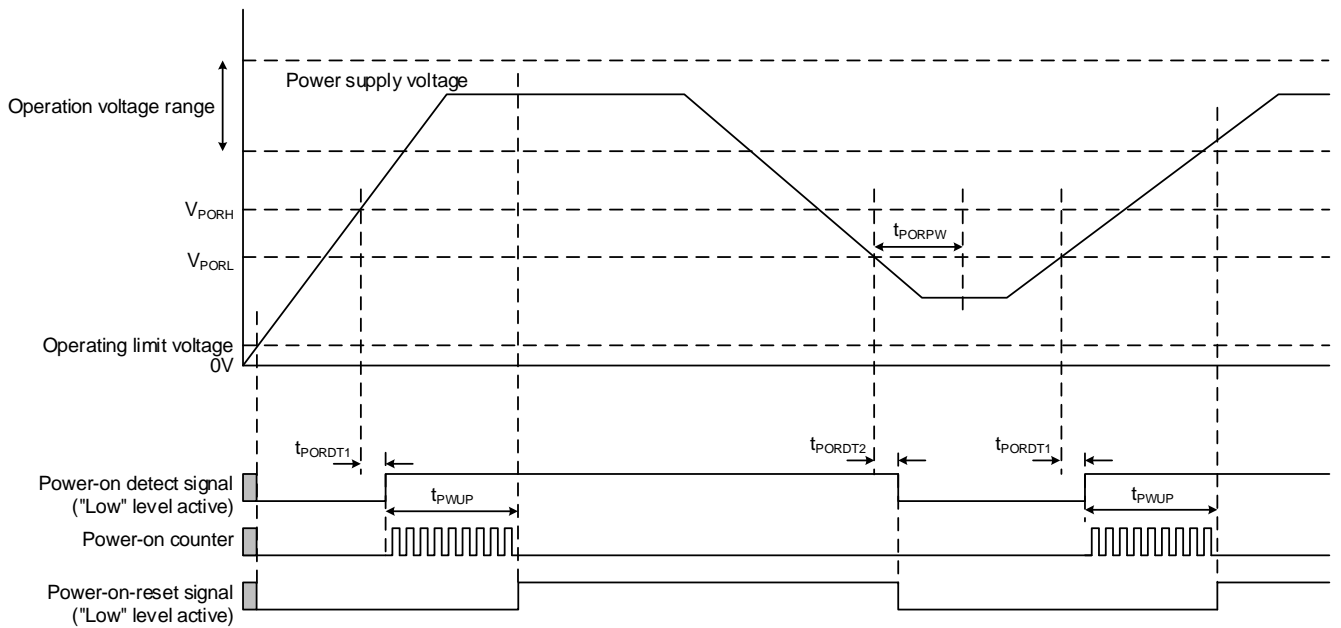 Power supply voltage
Operation voltage range
VPORH
tPORPW
VPORL
Operating limit voltage
0V
tPORDT1
tPORDT2
tPORDT1
Power-on detect signal
("Low" level active)
tPWUP
tPWUP
Power-on counter
Power-on-reset signal
("Low" level active)